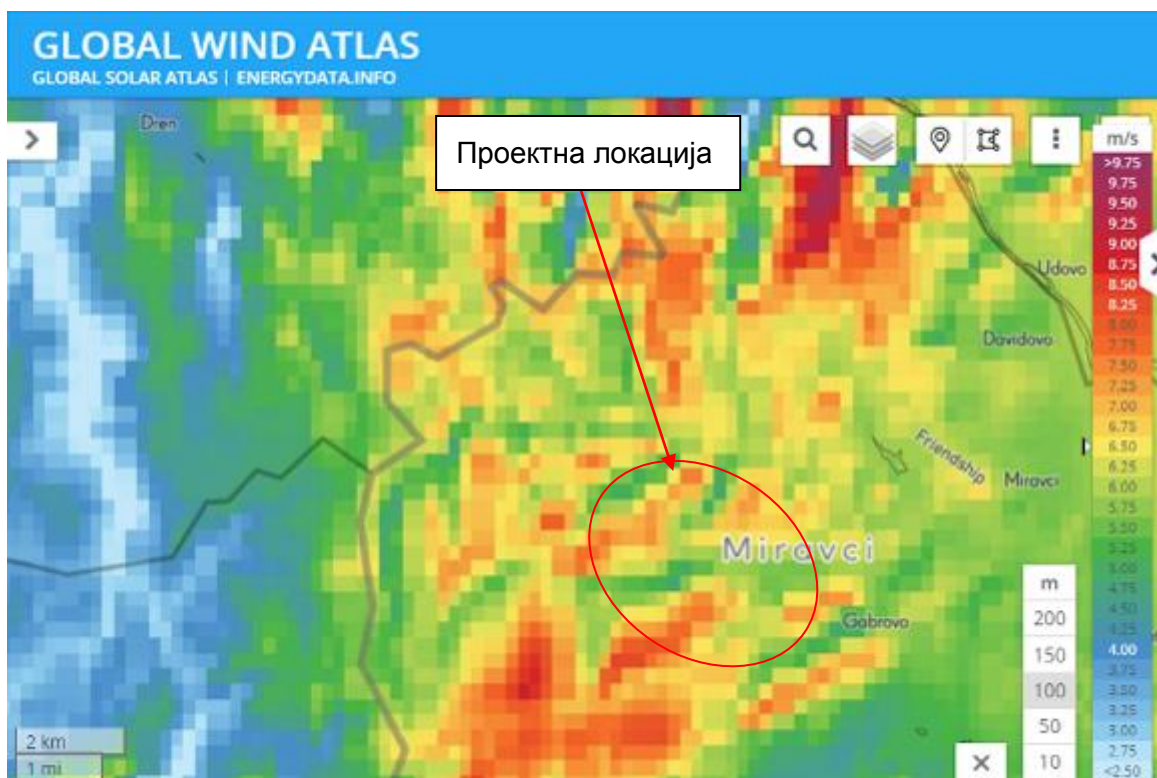 GLOBAL WIND ATLAS
GLOBAL SOLAR ATLAS | ENERGYDATA.INFO
Dren
Проектна локација
m/s
>9.75
9.75
9.50
9.25
9.00
8.75
8.50
8.25
8.00
7.75
7.50
7.25
7.00
6.75
6.50
6.25
6.00
5.75
5.50
5.25
5.00
4.75
4.50
4.25
4.00
3.75
3.50
3.25
3.00
2.75
<2.50
Udovo
Davidovo
Friendship
Miravci
Miravci
Gabrovo
m
200
150
100
50
10
2 km
1 mi